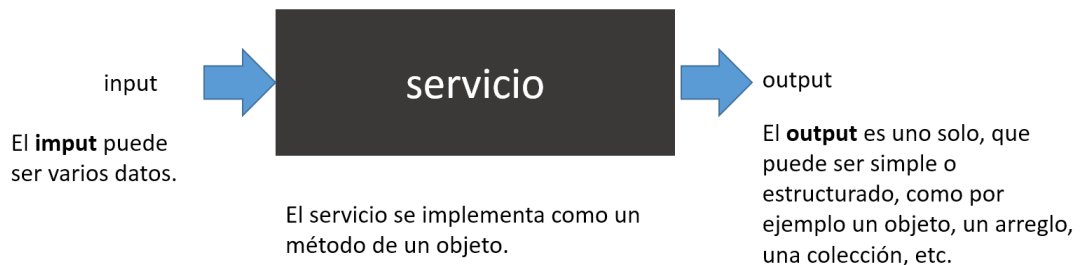 input
servicio
output
El imput puede
ser varios datos.
El servicio se implementa como un
método de un objeto.
El output es uno solo, que
puede ser simple o
estructurado, como por
ejemplo un objeto, un arreglo,
una colección, etc.